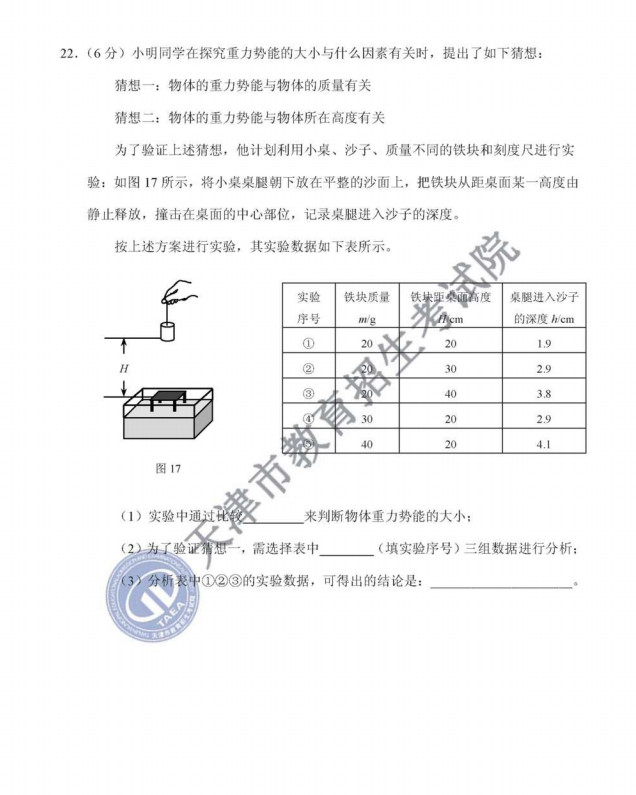 22．（6 分）小明同学在探究重力势能的大小与什么因素有关时，提出了如下猜想：
猜想一：物体的重力势能与物体的质量有关
猜想二：物体的重力势能与物体所在高度有关
为了验证上述猜想，他计划利用小桌、沙子、质量不同的铁块和刻度尺进行实
验：如图 17 所示，将小桌桌腿朝下放在平整的沙面上，把铁块从距桌面某一高度由
静止释放，撞击在桌面的中心部位，记录桌腿进入沙子的深度。
按上述方案进行实验，其实验数据如下表所示。
H
图 17
实验序号 铁块质量 m/g 铁块距桌面高度 H/cm 桌腿进入沙子的深度 h/cm
① 20 20 1.9
② 20 30 2.9
③ 20 40 3.8
④ 30 20 2.9
⑤ 40 20 4.1
（1）实验中通过比较________来判断物体重力势能的大小；
（2）为了验证猜想一，需选择表中________（填实验序号）三组数据进行分析；
（3）分析表中①②③的实验数据，可得出的结论是：____________________。
天津市教育招生考试院
TAEA